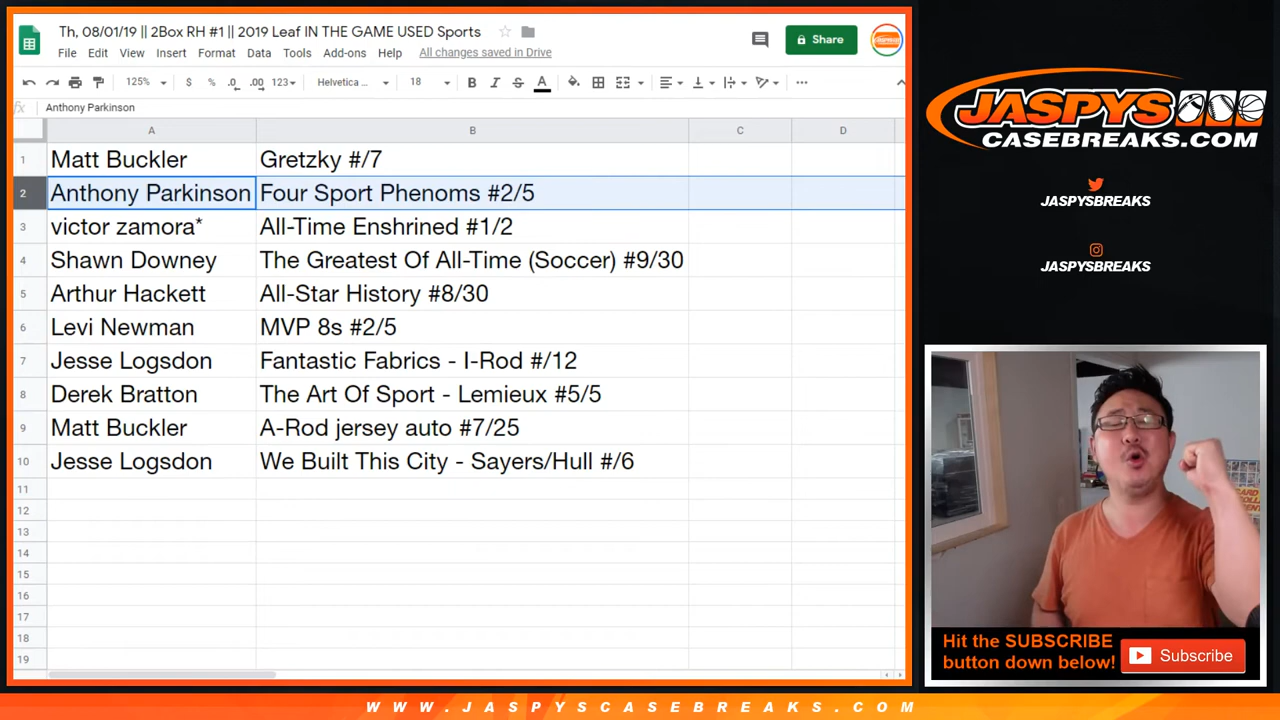 Th, 08/01/19 || 2Box RH #1 || 2019 Leaf IN THE GAME USED Sports
File Edit View Insert Format Data Tools Add-ons Help All changes saved in Drive
Share
125% $ % .0 .00 123 Helvetica ... 18 B I S A
fx Anthony Parkinson
A B C D
1 Matt Buckler Gretzky #/7
2 Anthony Parkinson Four Sport Phenoms #2/5
3 victor zamora* All-Time Enshrined #1/2
4 Shawn Downey The Greatest Of All-Time (Soccer) #9/30
5 Arthur Hackett All-Star History #8/30
6 Levi Newman MVP 8s #2/5
7 Jesse Logsdon Fantastic Fabrics - I-Rod #/12
8 Derek Bratton The Art Of Sport - Lemieux #5/5
9 Matt Buckler A-Rod jersey auto #7/25
10 Jesse Logsdon We Built This City - Sayers/Hull #/6
11
12
13
14
15
16
17
18
19
JASPYS
CASEBREAKS.COM
JASPYSBREAKS
JASPYSBREAKS
Hit the SUBSCRIBE
button down below!
Subscribe
WWW.JASPYSCASEBREAKS.COM